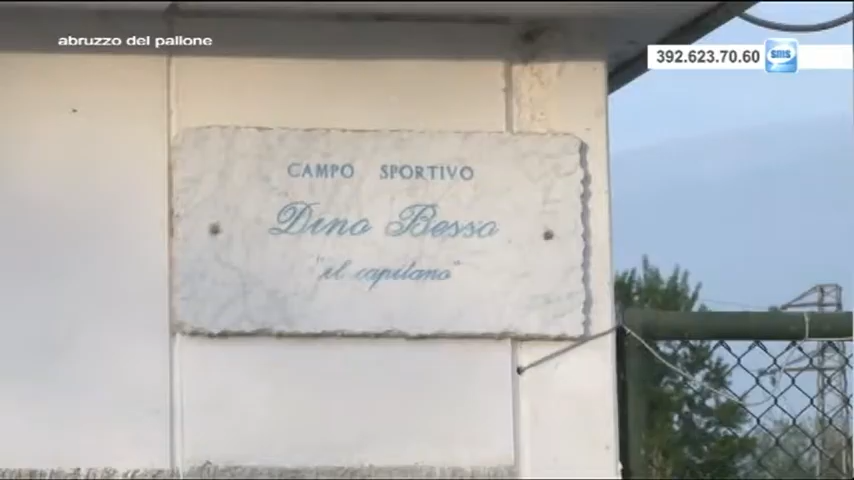 abruzzo del pallone
392.623.70.60 sms
CAMPO SPORTIVO
Dino Besso
"il capitano"